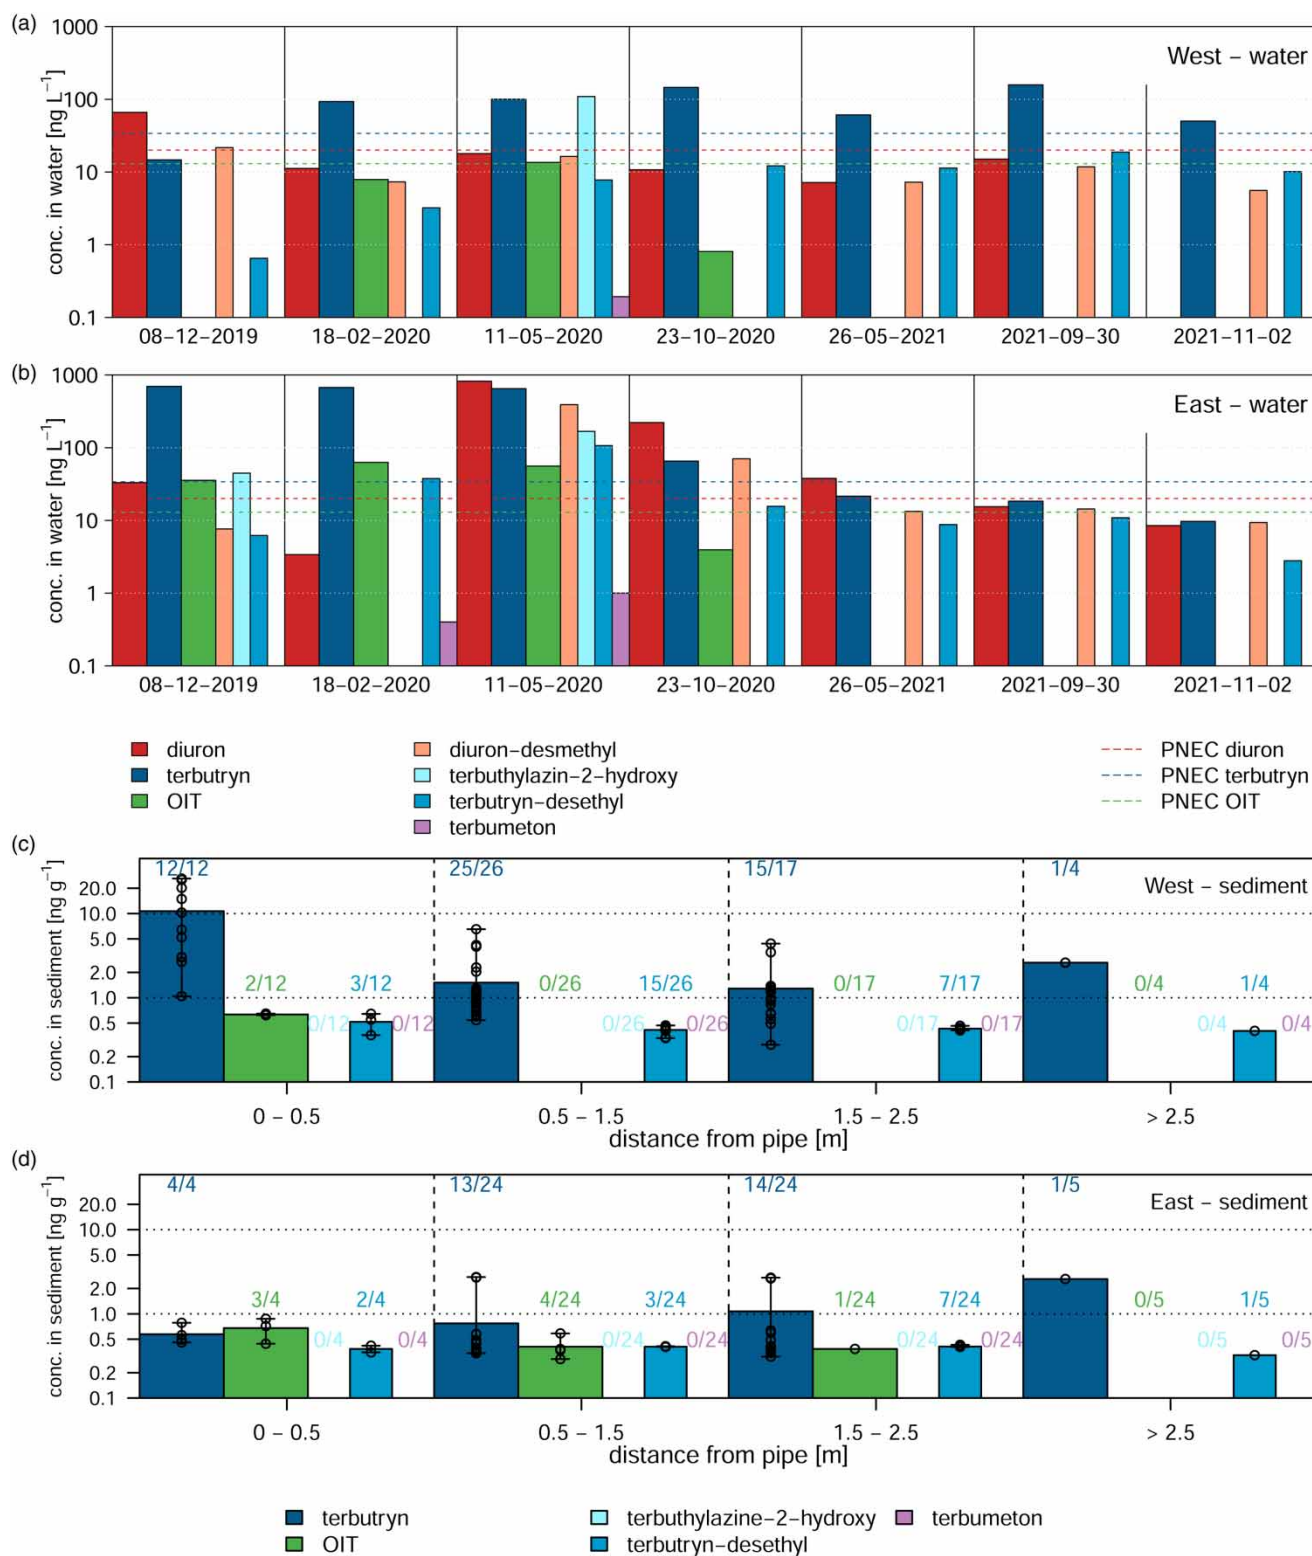 (a)
West – water
conc. in water [ng L⁻¹]
1000
100
10
1
0.1
08–12–2019 18–02–2020 11–05–2020 23–10–2020 26–05–2021 2021–09–30 2021–11–02
(b)
East – water
conc. in water [ng L⁻¹]
1000
100
10
1
0.1
08–12–2019 18–02–2020 11–05–2020 23–10–2020 26–05–2021 2021–09–30 2021–11–02
diuron diuron–desmethyl PNEC diuron
terbutryn terbuthylazin–2–hydroxy PNEC terbutryn
OIT terbutryn–desethyl PNEC OIT
terbumeton
(c)
12/12 25/26 15/17 1/4
West – sediment
conc. in sediment [ng g⁻¹]
20.0
10.0
5.0
2.0
1.0
0.5
0.2
0.1
2/12 3/12 0/26 15/26 0/17 7/17 0/4 1/4
0/12 0/12 0/26 0/26 0/17 0/17 0/4 0/4
0 – 0.5 0.5 – 1.5 1.5 – 2.5 > 2.5
distance from pipe [m]
(d)
4/4 13/24 14/24 1/5
East – sediment
conc. in sediment [ng g⁻¹]
20.0
10.0
5.0
2.0
1.0
0.5
0.2
0.1
3/4 2/4 4/24 3/24 1/24 7/24 0/5 1/5
0/4 0/4 0/24 0/24 0/24 0/24 0/5 0/5
0 – 0.5 0.5 – 1.5 1.5 – 2.5 > 2.5
distance from pipe [m]
terbutryn terbuthylazine–2–hydroxy terbumeton
OIT terbutryn–desethyl